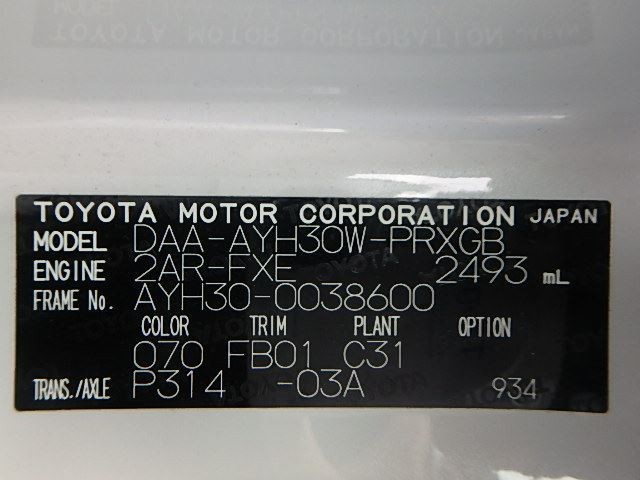 TOYOTA MOTOR CORPORATION JAPAN
MODEL DAA-AYH30W-PRXGB
ENGINE 2AR-FXE 2493 mL
FRAME No. AYH30-0038600
COLOR TRIM PLANT OPTION
070 FB01 C31
TRANS./AXLE P314 -03A 934